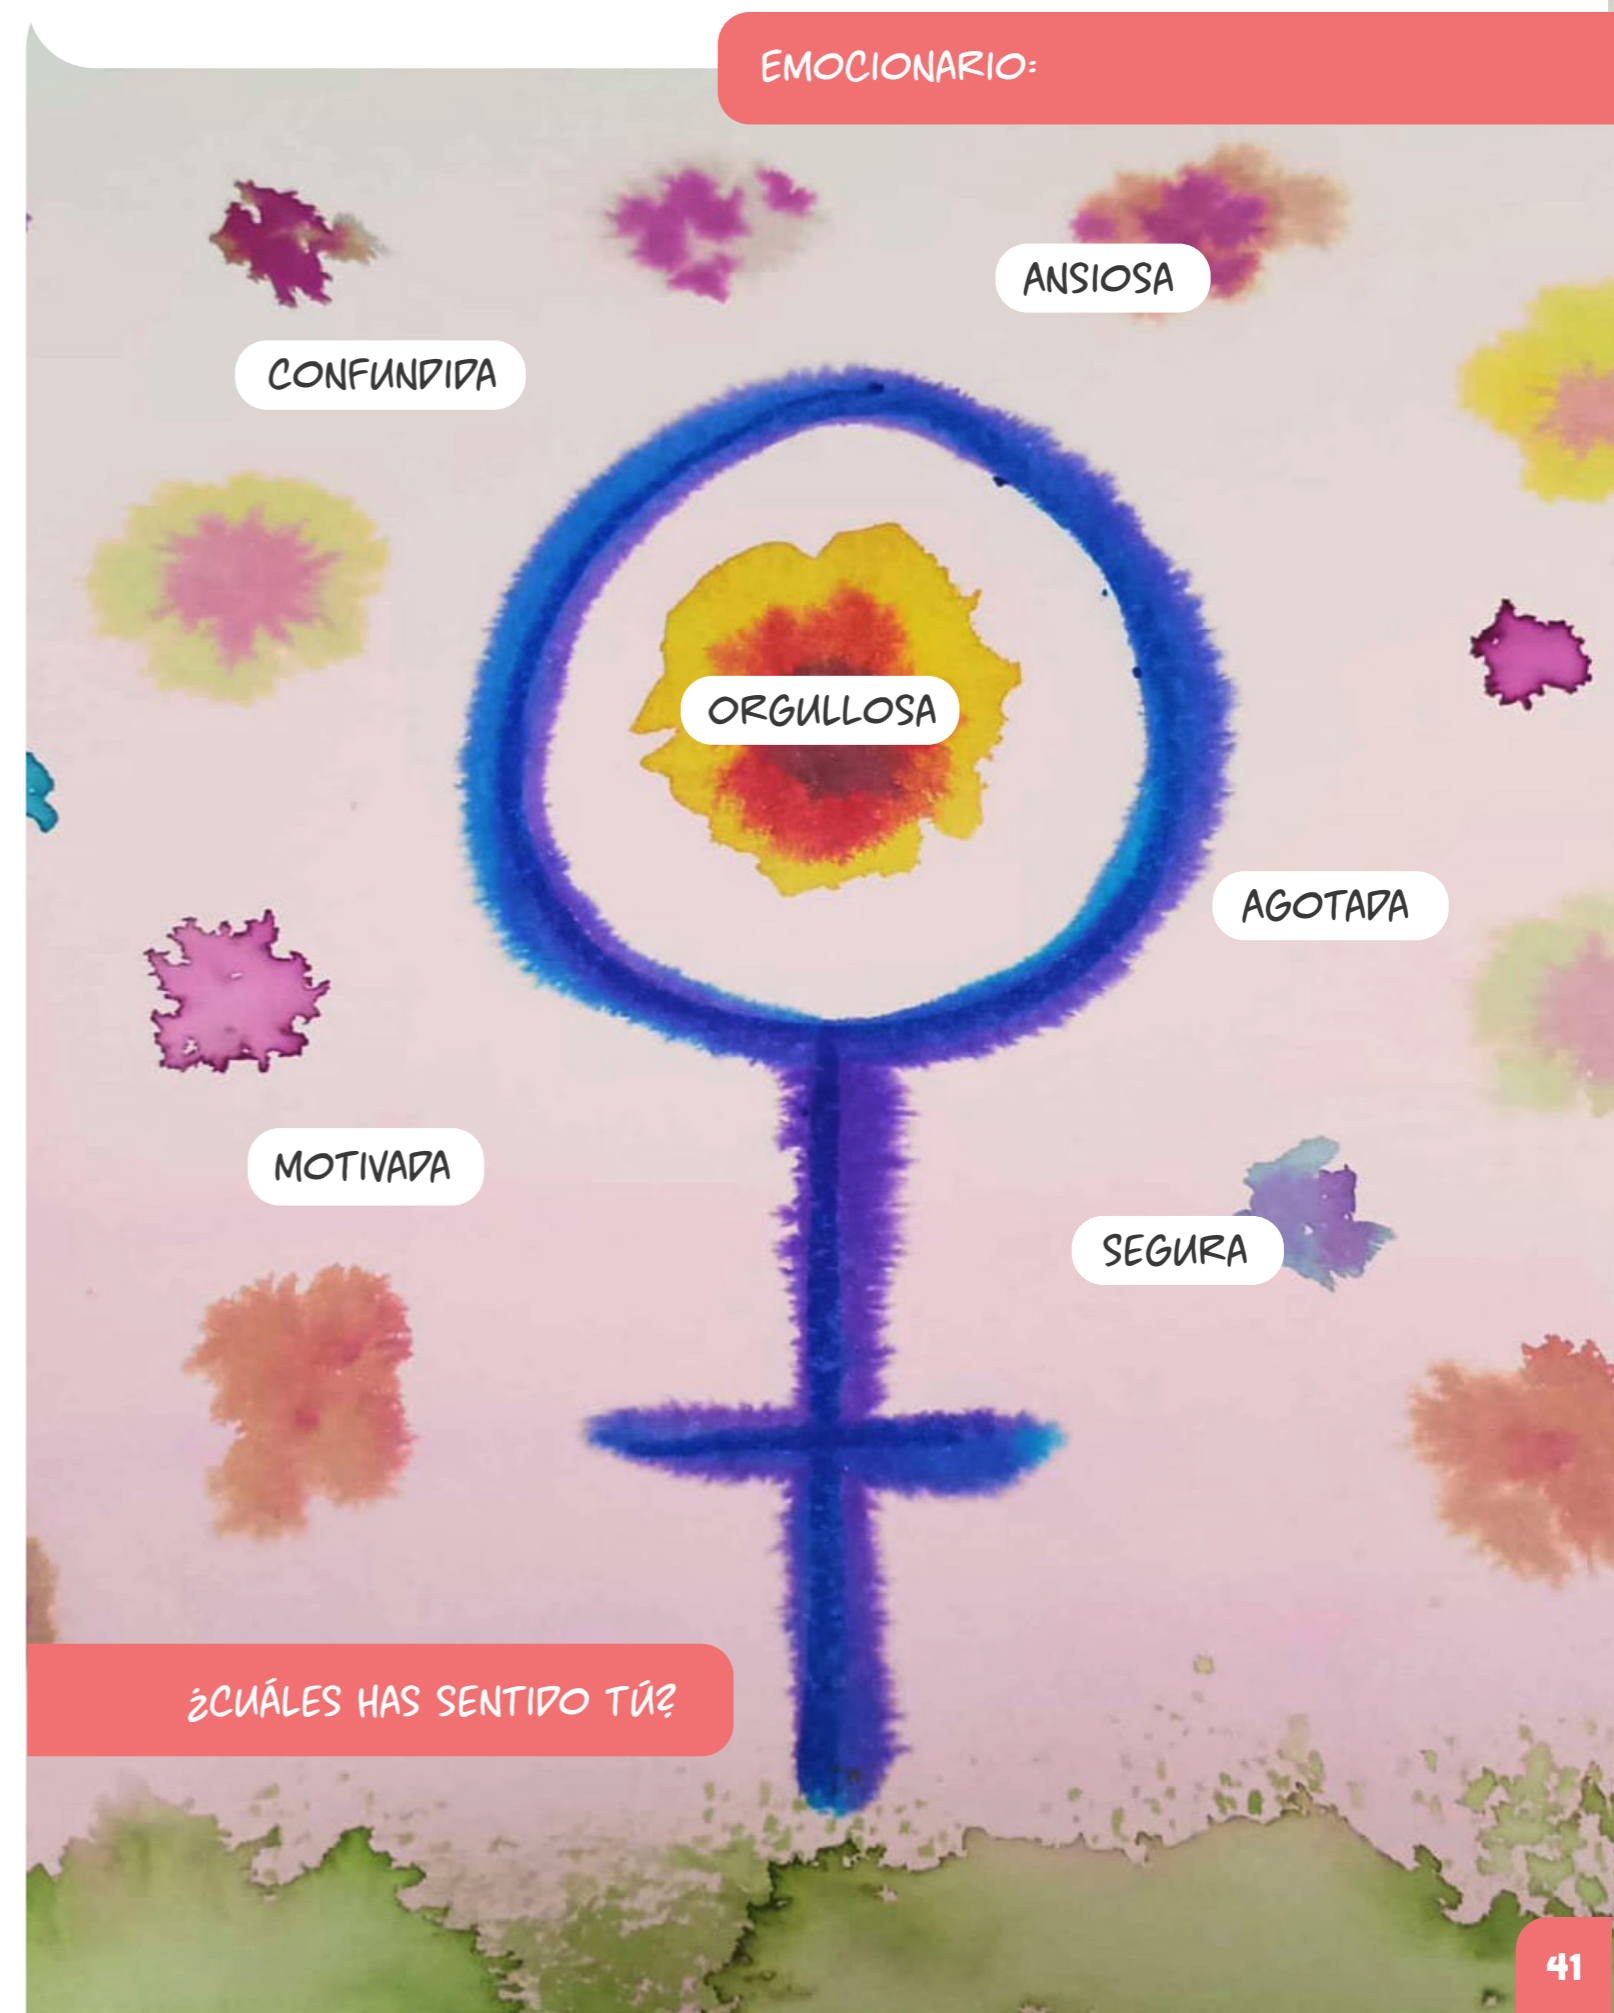 EMOCIONARIO:
ANSIOSA
CONFUNDIDA
ORGULLOSA
AGOTADA
MOTIVADA
SEGURA
¿CUÁLES HAS SENTIDO TÚ?
41